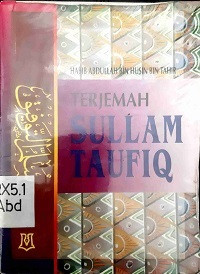 HABIB ABDULLAH BIN HUSIN BIN TAHIR
TERJEMAH
SULLAM
TAUFIQ
2X5.1
Abd